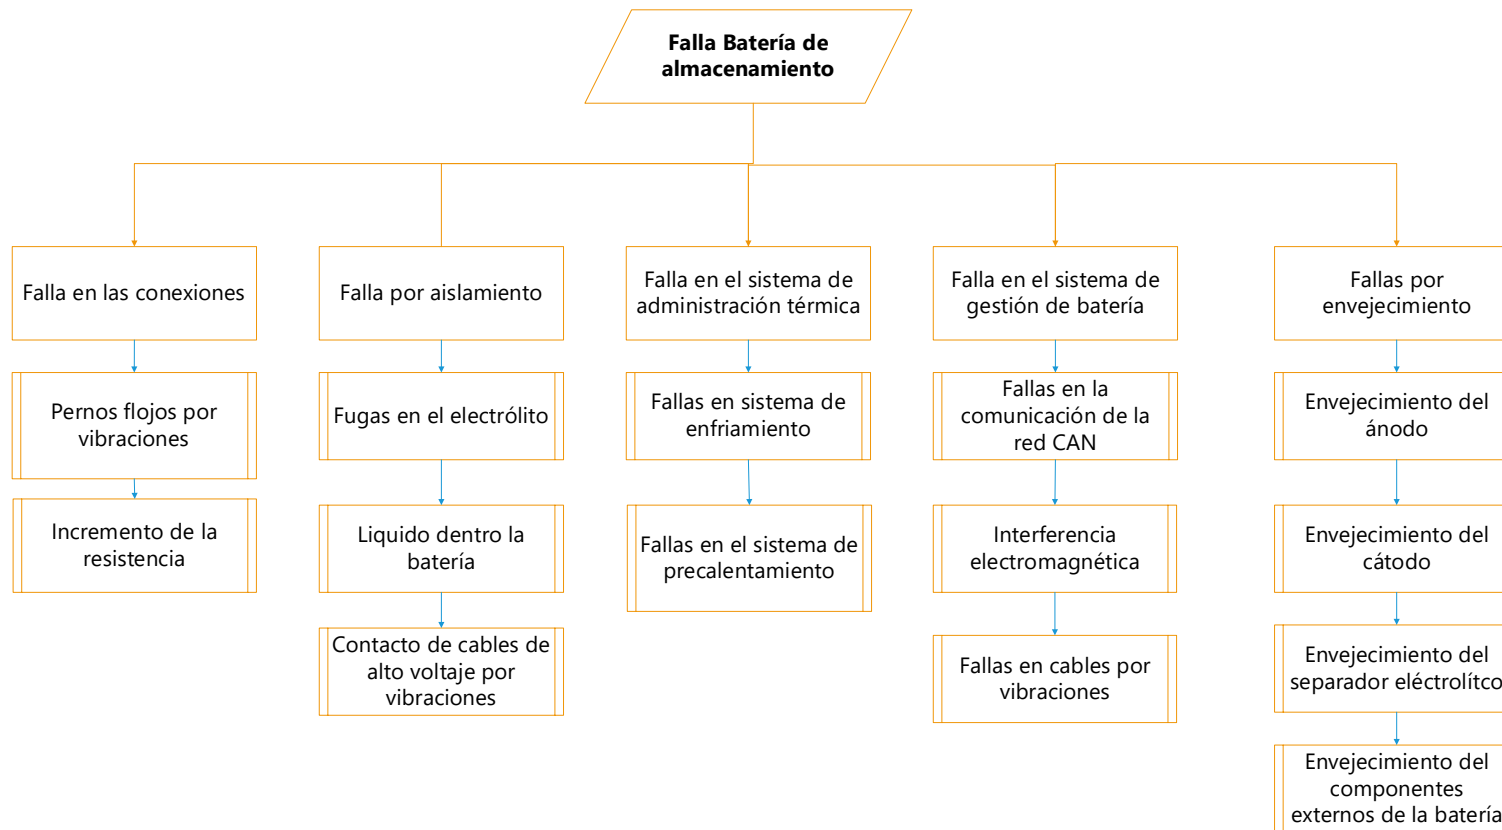 Falla Batería de
almacenamiento
Falla en las conexiones
Falla por aislamiento
Falla en el sistema de
administración térmica
Falla en el sistema de
gestión de batería
Fallas por
envejecimiento
Pernos flojos por
vibraciones
Fugas en el electrólito
Fallas en sistema de
enfriamiento
Fallas en la
comunicación de la
red CAN
Envejecimiento del
ánodo
Incremento de la
resistencia
Liquido dentro la
batería
Fallas en el sistema de
precalentamiento
Interferencia
electromagnética
Envejecimiento del
cátodo
Contacto de cables de
alto voltaje por
vibraciones
Fallas en cables por
vibraciones
Envejecimiento del
separador eléctrolítco
Envejecimiento del
componentes
externos de la batería